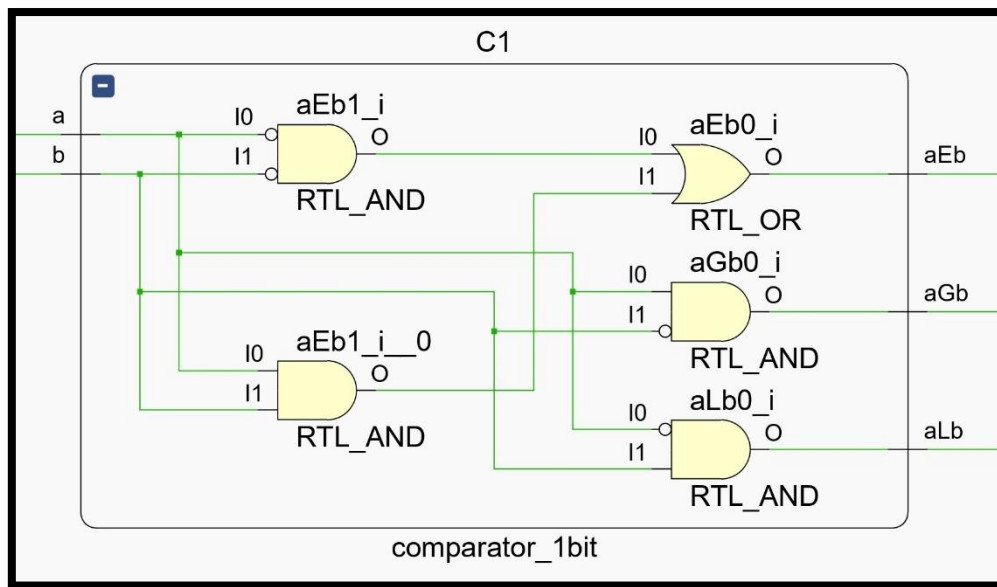 C1
a
b
I0
I1
aEb1_i
O
RTL_AND
I0
I1
aEb0_i
O
RTL_OR
aEb
I0
I1
aGb0_i
O
RTL_AND
aGb
I0
I1
aEb1_i__0
O
RTL_AND
I0
I1
aLb0_i
O
RTL_AND
aLb
comparator_1bit